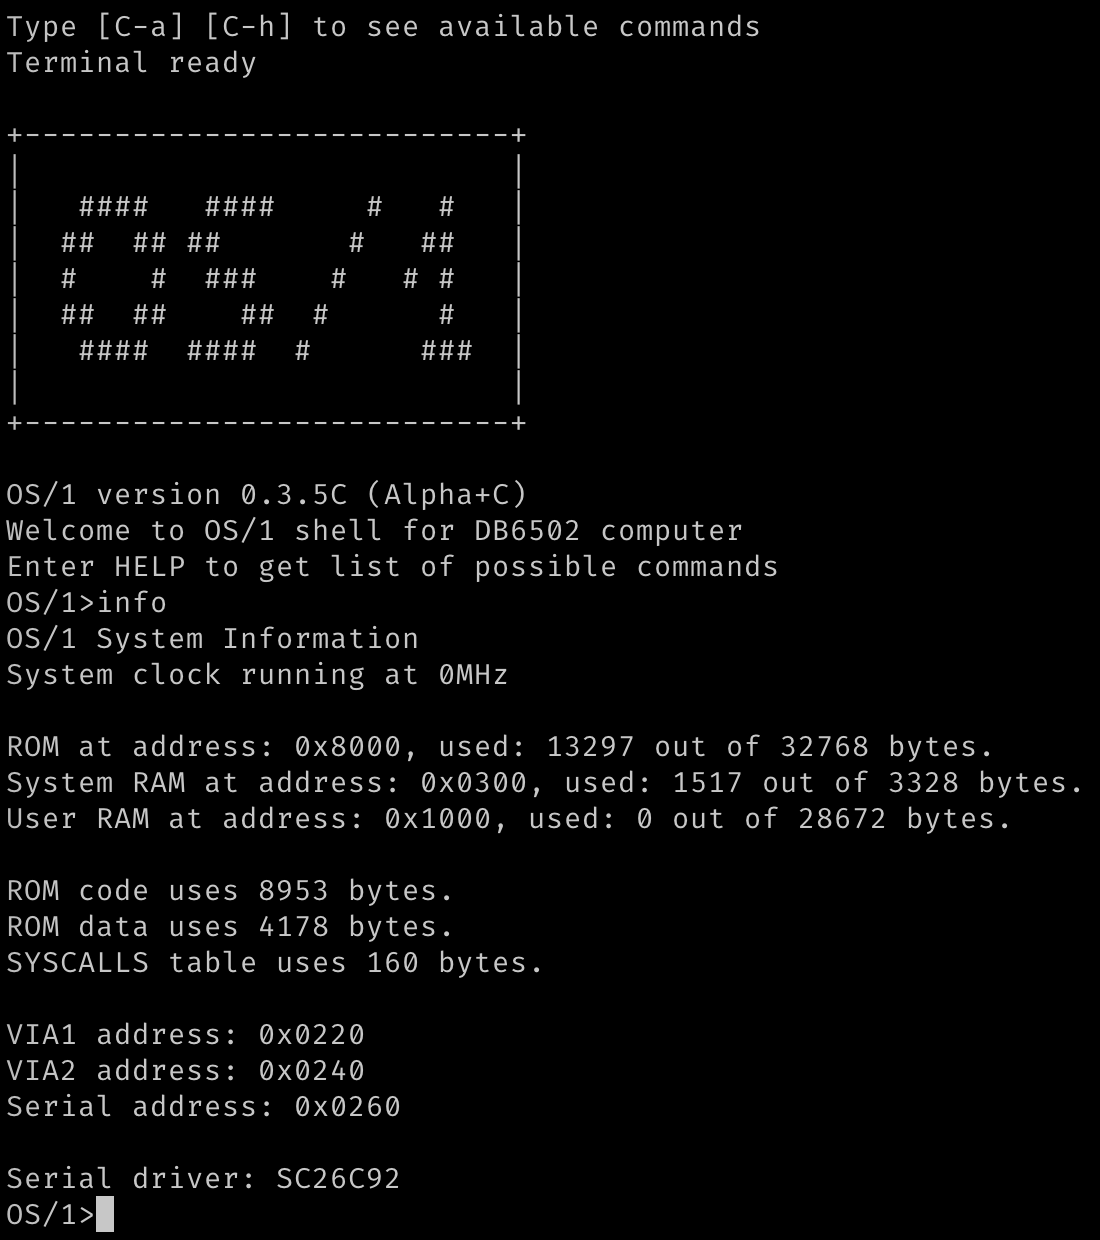 Type [C-a] [C-h] to see available commands
Terminal ready

+---------------------------+
|                           |
|   ####   ####     #   #   |
|  ##  ## ##       #   ##   |
|  #    #  ###    #   # #   |
|  ##  ##    ##  #      #   |
|   ####  ####  #      ###  |
|                           |
+---------------------------+

OS/1 version 0.3.5C (Alpha+C)
Welcome to OS/1 shell for DB6502 computer
Enter HELP to get list of possible commands
OS/1>info
OS/1 System Information
System clock running at 0MHz

ROM at address: 0x8000, used: 13297 out of 32768 bytes.
System RAM at address: 0x0300, used: 1517 out of 3328 bytes.
User RAM at address: 0x1000, used: 0 out of 28672 bytes.

ROM code uses 8953 bytes.
ROM data uses 4178 bytes.
SYSCALLS table uses 160 bytes.

VIA1 address: 0x0220
VIA2 address: 0x0240
Serial address: 0x0260

Serial driver: SC26C92
OS/1>